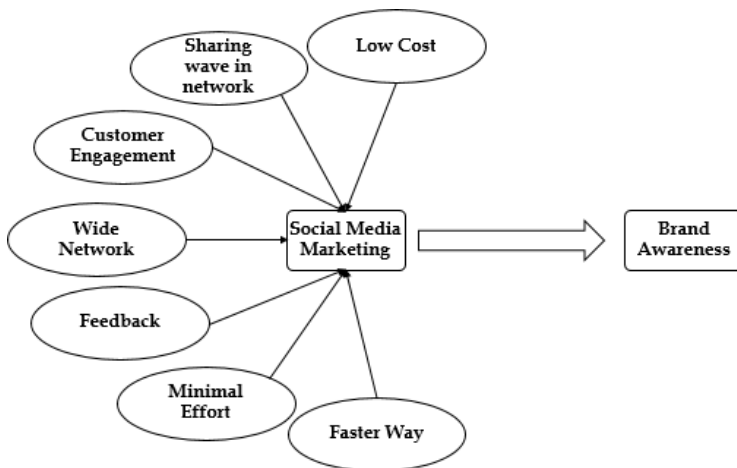 Sharing
wave in
network
Low Cost
Customer
Engagement
Wide
Network
Social Media
Marketing
Brand
Awareness
Feedback
Minimal
Effort
Faster Way